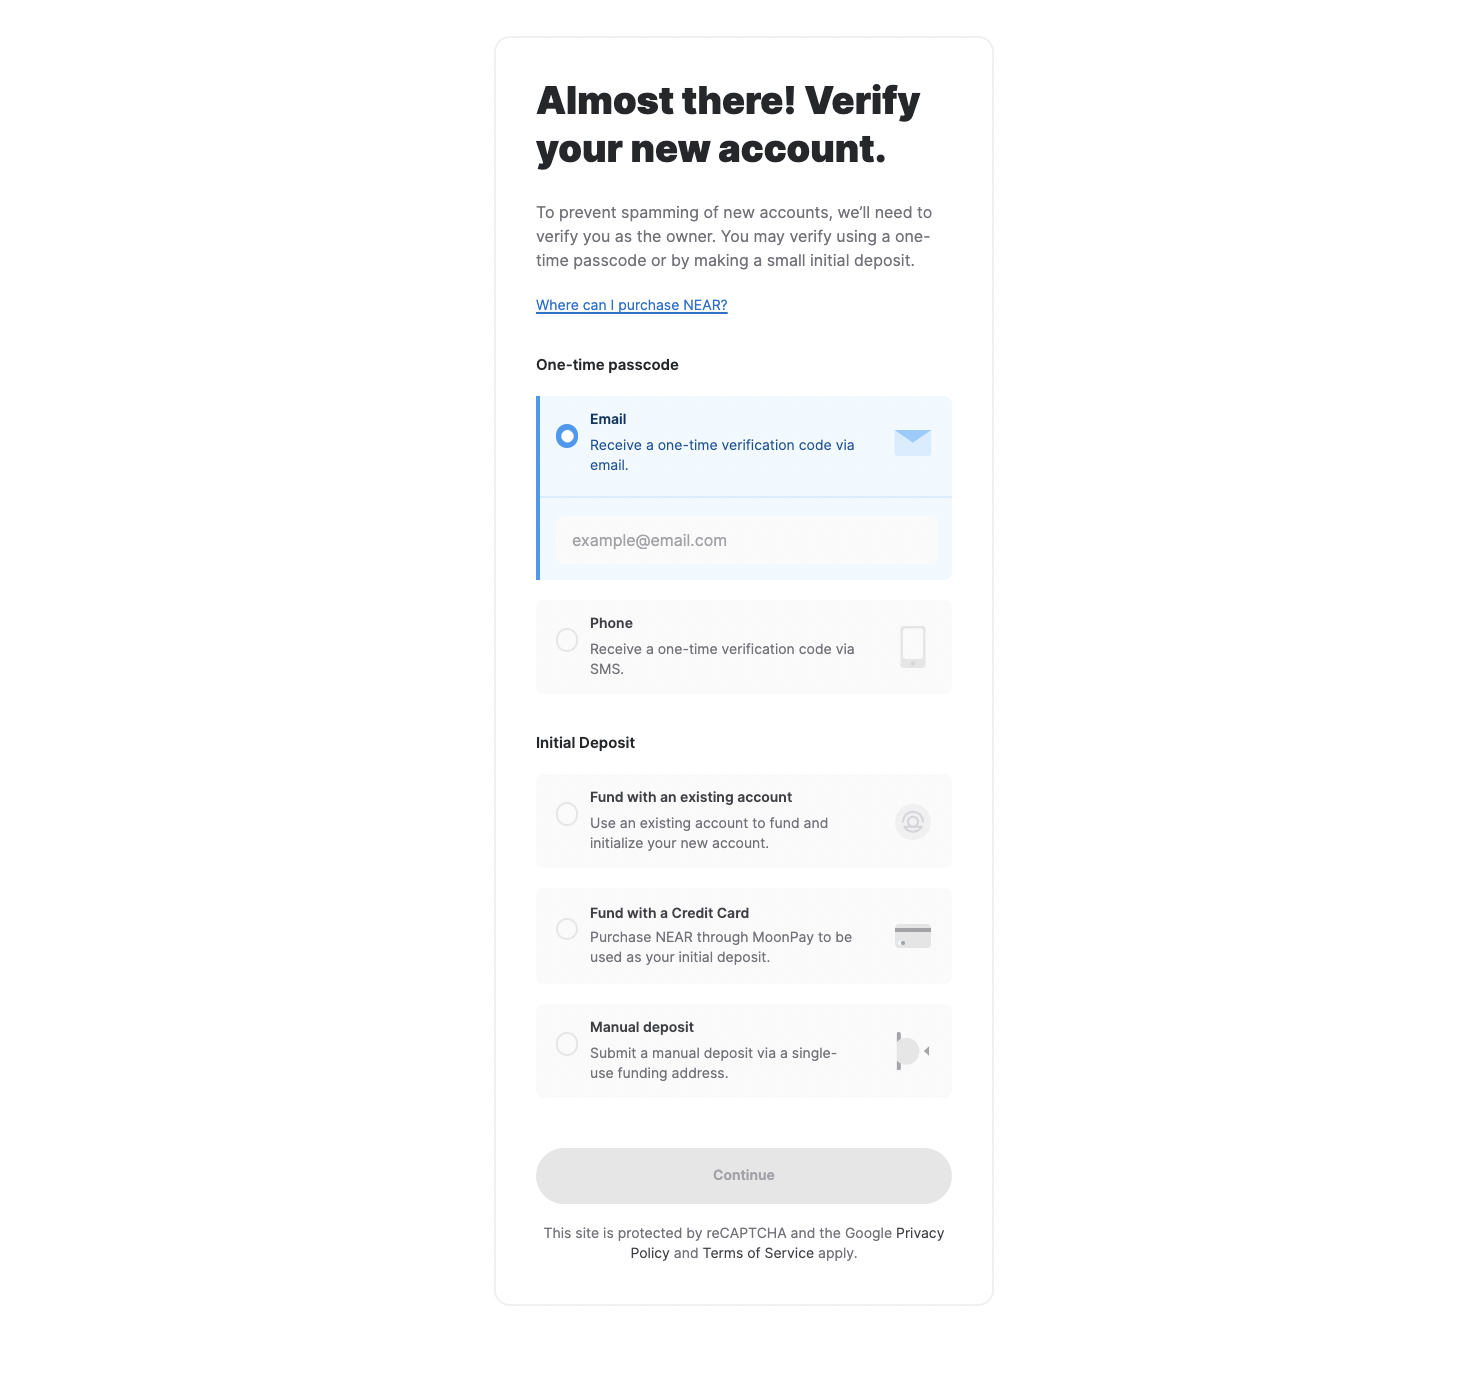 Almost there! Verify
your new account.
To prevent spamming of new accounts, we’ll need to
verify you as the owner. You may verify using a one-
time passcode or by making a small initial deposit.
Where can I purchase NEAR?
One-time passcode
Email
Receive a one-time verification code via
email.
example@email.com
Phone
Receive a one-time verification code via
SMS.
Initial Deposit
Fund with an existing account
Use an existing account to fund and
initialize your new account.
Fund with a Credit Card
Purchase NEAR through MoonPay to be
used as your initial deposit.
Manual deposit
Submit a manual deposit via a single-
use funding address.
Continue
This site is protected by reCAPTCHA and the Google Privacy
Policy and Terms of Service apply.